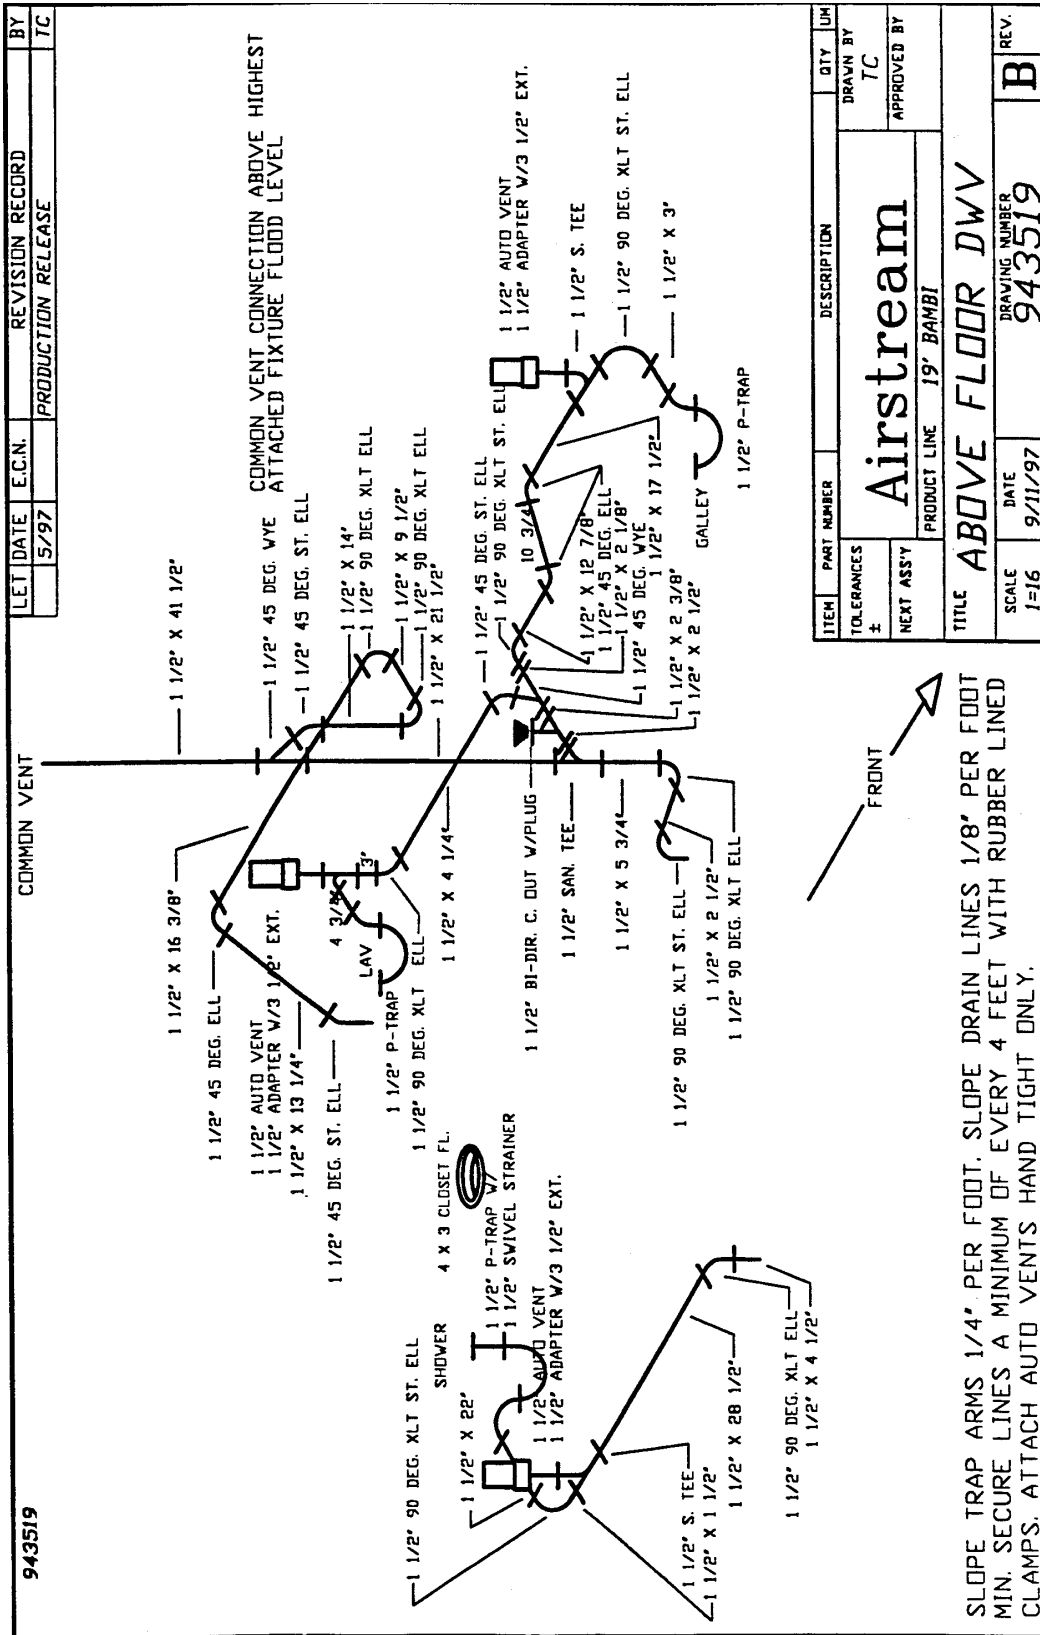 943519
LET DATE E.C.N. REVISION RECORD BY
5/97 PRODUCTION RELEASE TC
COMMON VENT
1 1/2" X 41 1/2"
1 1/2" 45 DEG. WYE
1 1/2" 45 DEG. ST. ELL
COMMON VENT CONNECTION ABOVE HIGHEST
ATTACHED FIXTURE FLOOD LEVEL
1 1/2" X 14"
1 1/2" 90 DEG. XLT ELL
1 1/2" X 9 1/2"
1 1/2" 90 DEG. XLT ELL
1 1/2" X 21 1/2"
1 1/2" X 16 3/8"
1 1/2" 45 DEG. ELL
1 1/2" AUTO VENT
1 1/2" ADAPTER W/3 1/2" EXT.
1 1/2" X 13 1/4"
1 1/2" 45 DEG. ST. ELL
4 3/4"
3"
LAV
1 1/2" P-TRAP
1 1/2" 90 DEG. XLT ELL
ELL
1 1/2" X 4 1/4"
1 1/2" 45 DEG. ST. ELL
1 1/2" 90 DEG. XLT ST. ELL
10 3/4"
1 1/2" AUTO VENT
1 1/2" ADAPTER W/3 1/2" EXT.
1 1/2" S. TEE
1 1/2" 90 DEG. XLT ST. ELL
1 1/2" X 3"
1 1/2" P-TRAP
GALLEY
1 1/2" X 12 7/8"
1 1/2" 45 DEG. ELL
1 1/2" X 2 1/8"
1 1/2" 45 DEG. WYE
1 1/2" X 17 1/2"
1 1/2" X 2 3/8"
1 1/2" X 2 1/2"
1 1/2" BI-DIR. C. OUT W/PLUG
1 1/2" SAN. TEE
1 1/2" X 5 3/4"
1 1/2" 90 DEG. XLT ST. ELL
1 1/2" X 2 1/2"
1 1/2" 90 DEG. XLT ELL
4 X 3 CLOSET FL.
SHOWER
1 1/2" P-TRAP W/
1 1/2" SWIVEL STRAINER
1 1/2" AUTO VENT
1 1/2" ADAPTER W/3 1/2" EXT.
1 1/2" 90 DEG. XLT ST. ELL
1 1/2" X 22"
1 1/2" S. TEE
1 1/2" X 1 1/2"
1 1/2" X 28 1/2"
1 1/2" 90 DEG. XLT ELL
1 1/2" X 4 1/2"
FRONT
SLOPE TRAP ARMS 1/4" PER FOOT. SLOPE DRAIN LINES 1/8" PER FOOT
MIN. SECURE LINES A MINIMUM OF EVERY 4 FEET WITH RUBBER LINED
CLAMPS. ATTACH AUTO VENTS HAND TIGHT ONLY.
ITEM PART NUMBER DESCRIPTION QTY UM
TOLERANCES
±
NEXT ASS'Y
Airstream
DRAWN BY
TC
APPROVED BY
PRODUCT LINE 19' BAMBI
TITLE ABOVE FLOOR DWV
SCALE
1=16
DATE
9/11/97
DRAWING NUMBER
943519
REV.
B